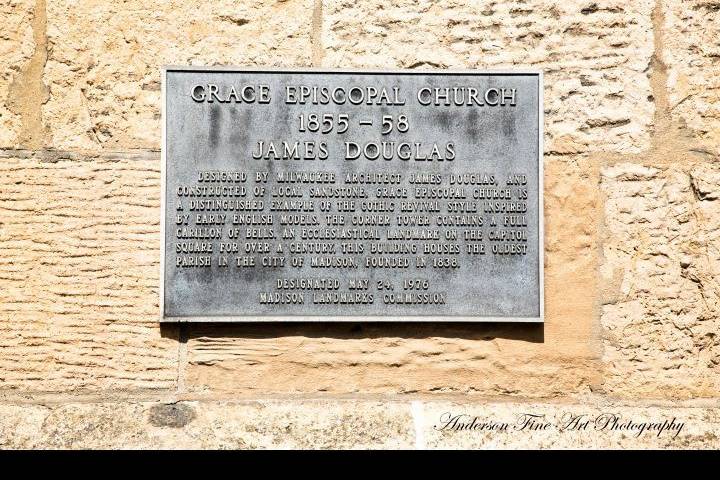 GRACE EPISCOPAL CHURCH
1855 - 58
JAMES DOUGLAS
DESIGNED BY MILWAUKEE ARCHITECT JAMES DOUGLAS, AND
CONSTRUCTED OF LOCAL SANDSTONE, GRACE EPISCOPAL CHURCH IS
A DISTINGUISHED EXAMPLE OF THE GOTHIC REVIVAL STYLE INSPIRED
BY EARLY ENGLISH MODELS. THE CORNER TOWER CONTAINS A FULL
CARILLON OF BELLS. AN ECCLESIASTICAL LANDMARK ON THE CAPITOL
SQUARE FOR OVER A CENTURY, THIS BUILDING HOUSES THE OLDEST
PARISH IN THE CITY OF MADISON, FOUNDED IN 1838.
DESIGNATED MAY 24, 1976
MADISON LANDMARKS COMMISSION
Anderson Fine Art Photography